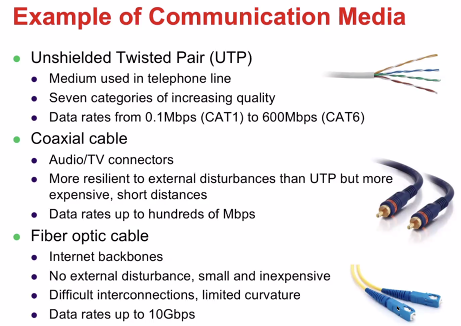 Example of Communication Media
Unshielded Twisted Pair (UTP)
Medium used in telephone line
Seven categories of increasing quality
Data rates from 0.1Mbps (CAT1) to 600Mbps (CAT6)
Coaxial cable
Audio/TV connectors
More resilient to external disturbances than UTP but more
expensive, short distances
Data rates up to hundreds of Mbps
Fiber optic cable
Internet backbones
No external disturbance, small and inexpensive
Difficult interconnections, limited curvature
Data rates up to 10Gbps